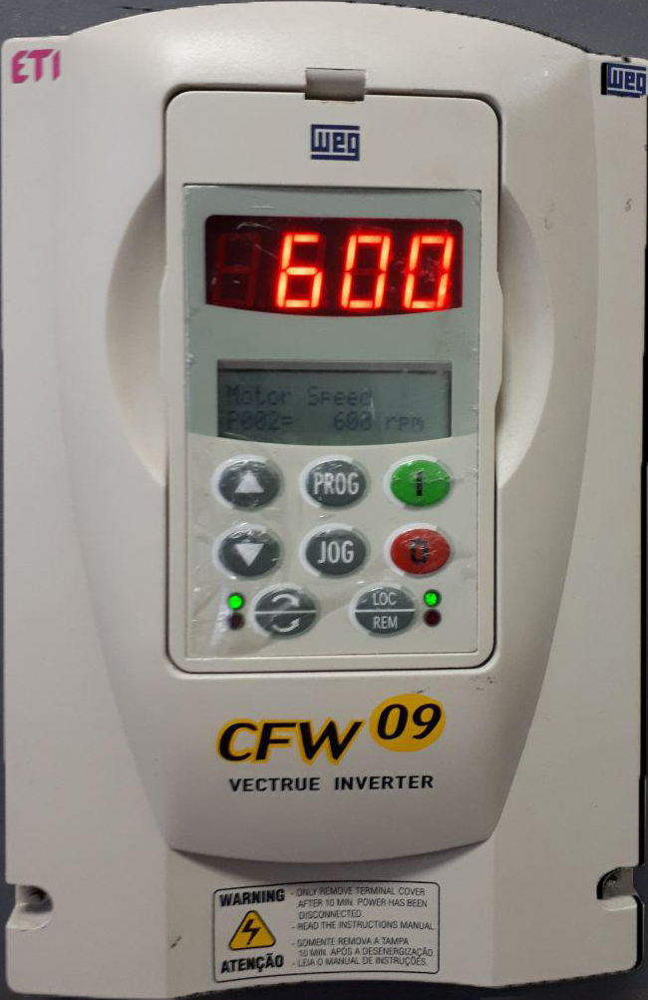 ETI
WEG
WEG
600
Motor Speed
P002= 600 rpm
PROG
I
JOG
0
LOC
REM
CFW 09
VECTRUE INVERTER
WARNING
- ONLY REMOVE TERMINAL COVER
AFTER 10 MIN. POWER HAS BEEN
DISCONNECTED.
- READ THE INSTRUCTIONS MANUAL
ATENÇÃO
- SOMENTE REMOVA A TAMPA
10 MIN. APÓS A DESENERGIZAÇÃO.
- LEIA O MANUAL DE INSTRUÇÕES.